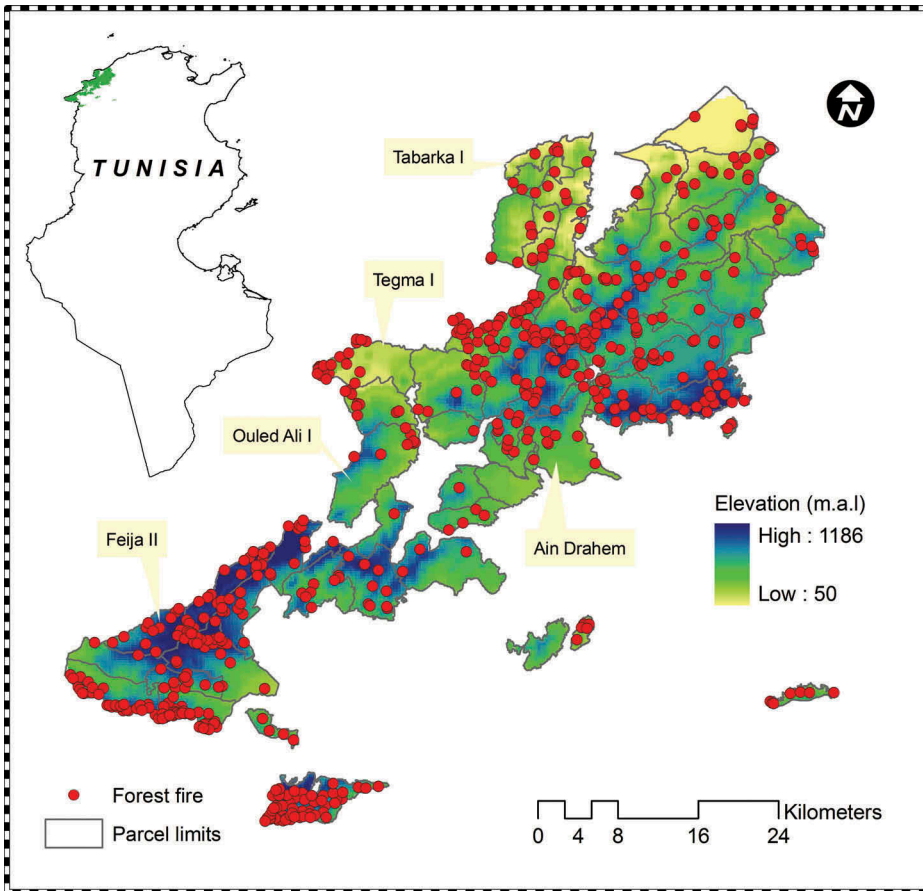 N
TUNISIA
Tabarka I
Tegma I
Ouled Ali I
Feija II
Ain Drahem
Elevation (m.a.l)
High : 1186
Low : 50
Forest fire
Parcel limits
Kilometers
0 4 8 16 24